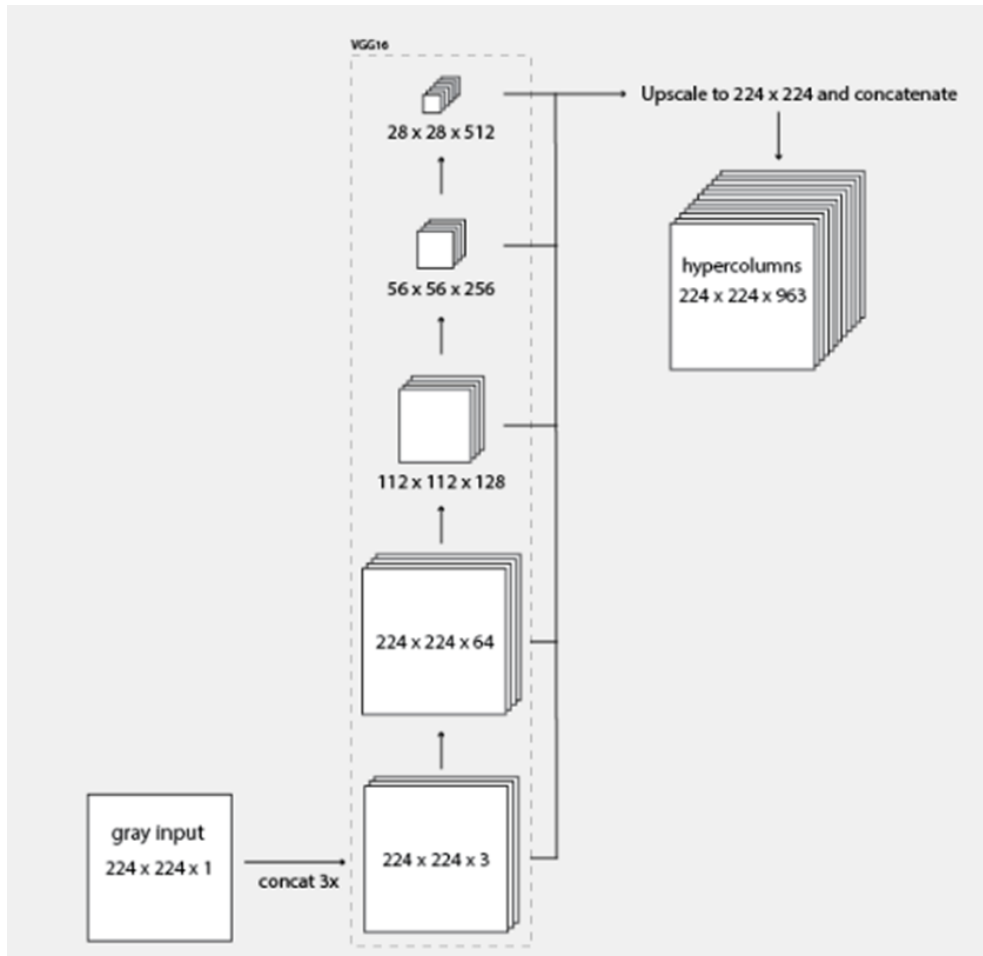 VGG16
28 x 28 x 512
Upscale to 224 x 224 and concatenate
hypercolumns
224 x 224 x 963
56 x 56 x 256
112 x 112 x 128
224 x 224 x 64
224 x 224 x 3
gray input
224 x 224 x 1
concat 3x